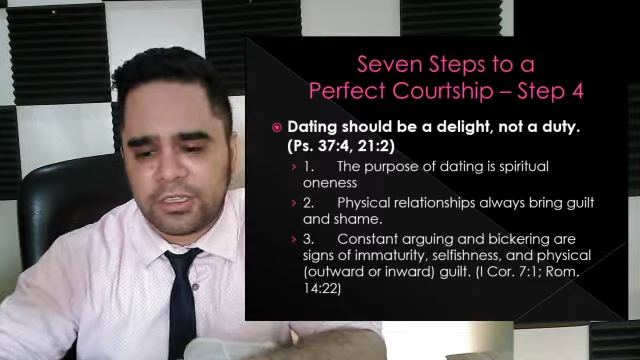 Seven Steps to a
Perfect Courtship – Step 4
Dating should be a delight, not a duty.
(Ps. 37:4, 21:2)
1. The purpose of dating is spiritual
oneness
2. Physical relationships always bring guilt
and shame.
3. Constant arguing and bickering are
signs of immaturity, selfishness, and physical
(outward or inward) guilt. (I Cor. 7:1; Rom.
14:22)